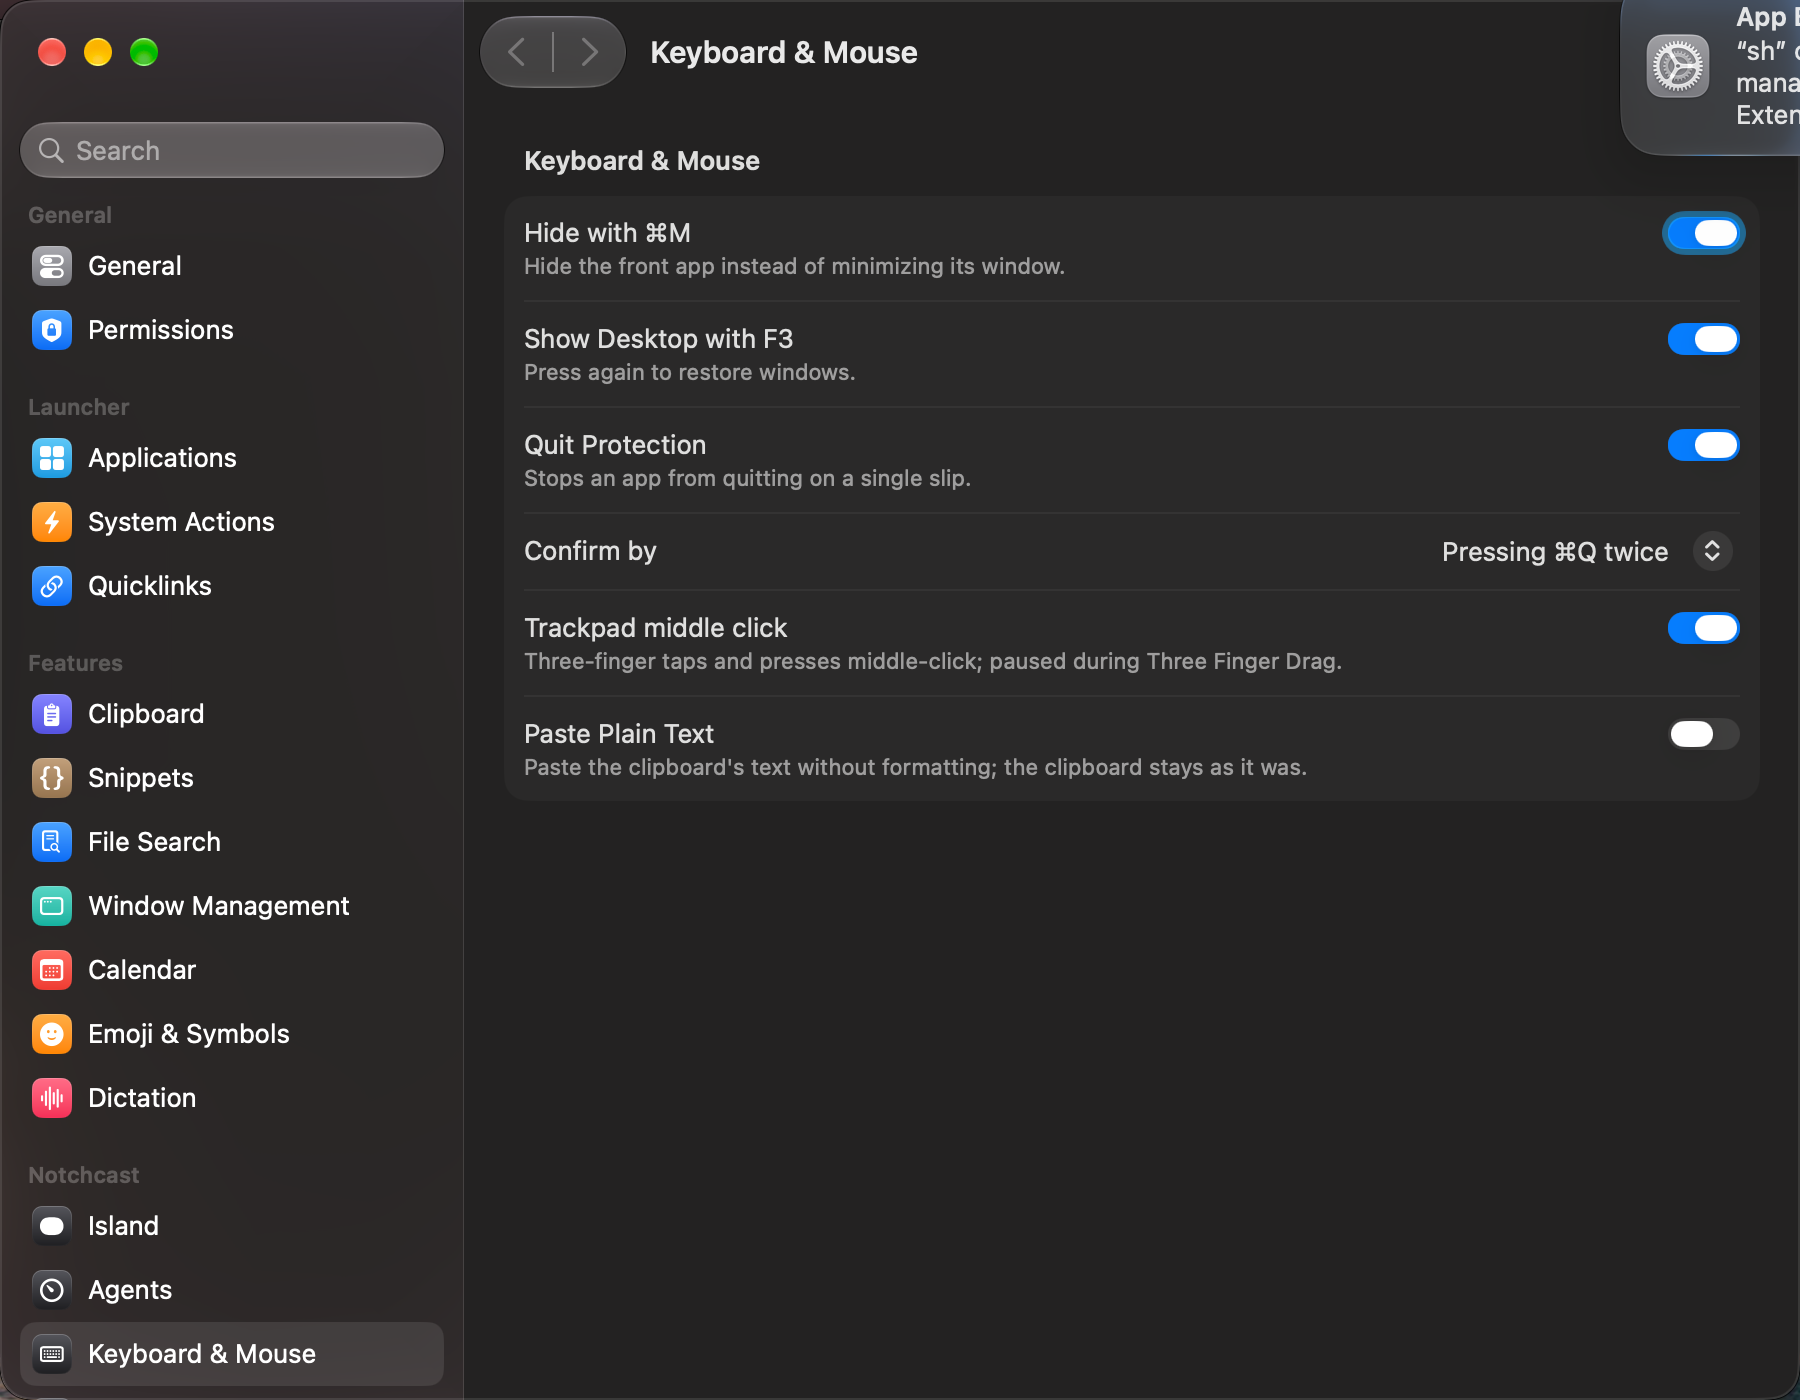 Keyboard & Mouse
App
"sh"
Search
General
General
Permissions
Launcher
Applications
System Actions
Quicklinks
Features
Clipboard
Snippets
File Search
Window Management
Calendar
Emoji & Symbols
Dictation
Notchcast
Island
Agents
Keyboard & Mouse
Keyboard & Mouse
Hide with ⌘M
Hide the front app instead of minimizing its window.
Show Desktop with F3
Press again to restore windows.
Quit Protection
Stops an app from quitting on a single slip.
Confirm by
Pressing ⌘Q twice
Trackpad middle click
Three-finger taps and presses middle-click; paused during Three Finger Drag.
Paste Plain Text
Paste the clipboard's text without formatting; the clipboard stays as it was.